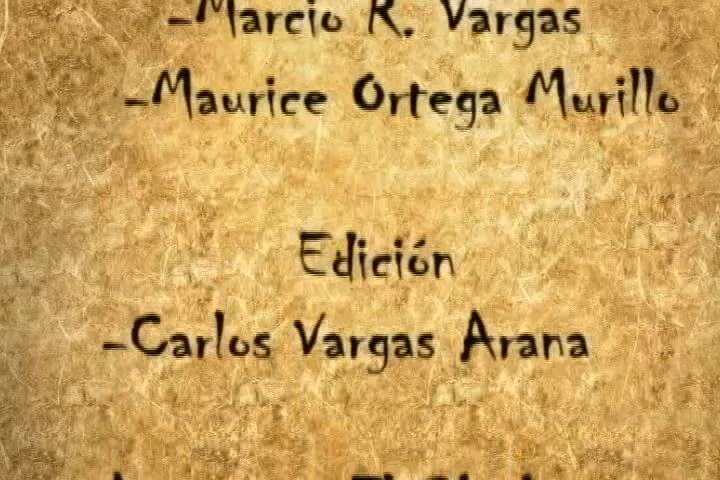 -Marcio R. Vargas
-Maurice Ortega Murillo
Edición
-Carlos Vargas Arana